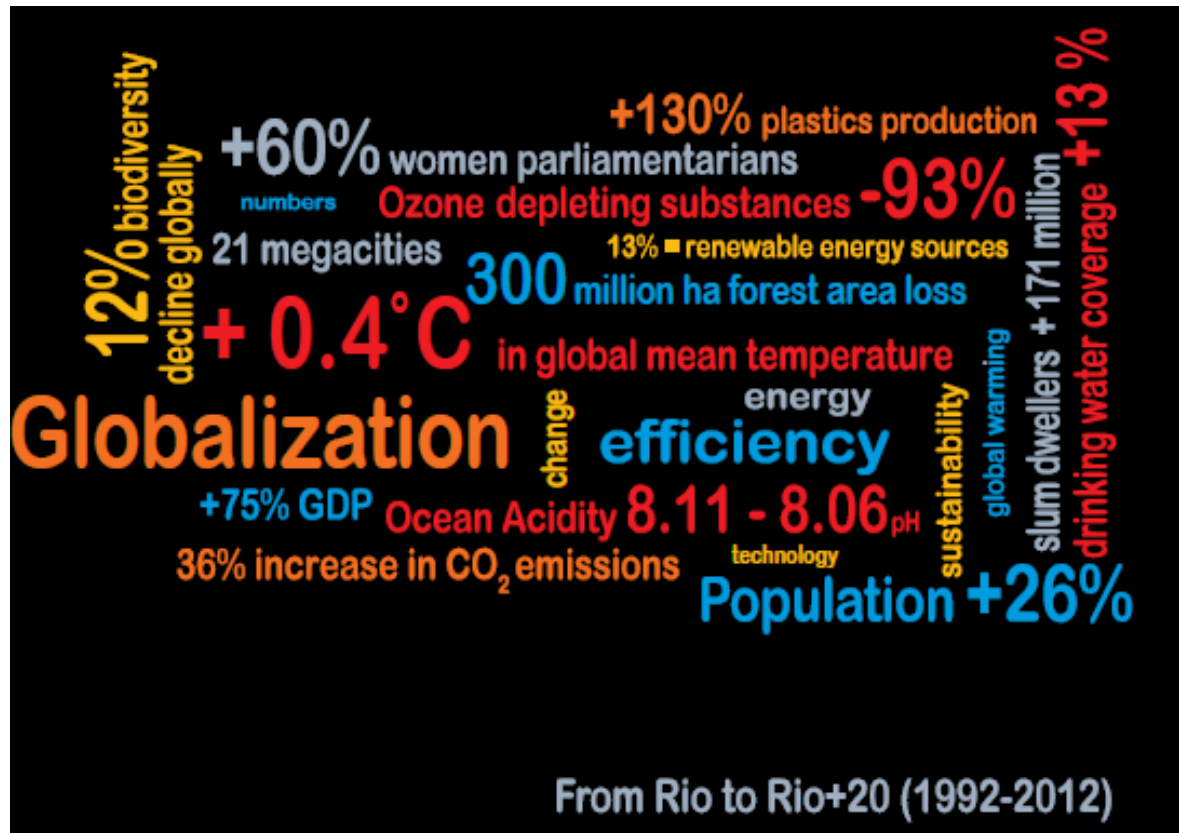 12% biodiversity
decline globally
+130% plastics production
+60% women parliamentarians
numbers
Ozone depleting substances -93%
21 megacities
13% = renewable energy sources
300 million ha forest area loss
+ 0.4°C in global mean temperature
Globalization
change
energy
efficiency
sustainability
global warming
slum dwellers + 171 million
drinking water coverage +13 %
+75% GDP
Ocean Acidity 8.11 - 8.06 pH
36% increase in CO₂ emissions
technology
Population +26%
From Rio to Rio+20 (1992-2012)